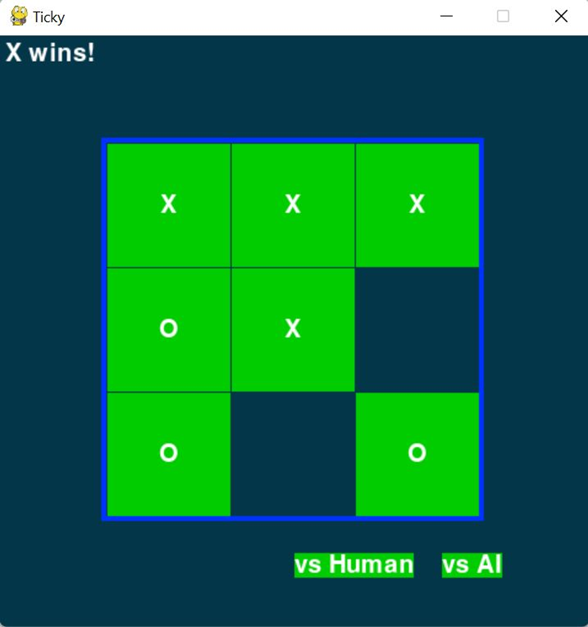 Ticky
X wins!
X X X
O X
O O
vs Human vs AI